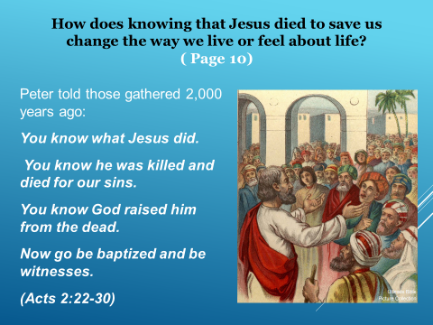 How does knowing that Jesus died to save us
change the way we live or feel about life?
( Page 10)
Peter told those gathered 2,000
years ago:
You know what Jesus did.
You know he was killed and
died for our sins.
You know God raised him
from the dead.
Now go be baptized and be
witnesses.
(Acts 2:22-30)